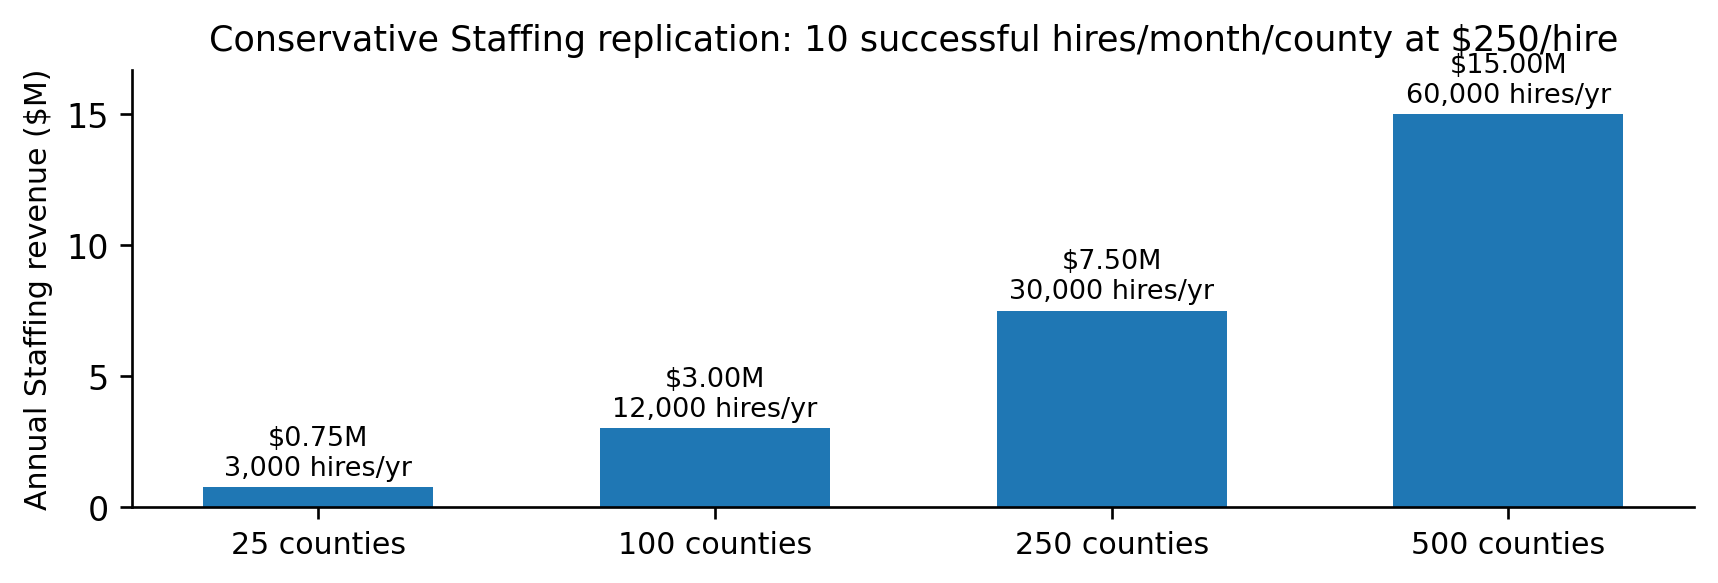 Conservative Staffing replication: 10 successful hires/month/county at $250/hire
Annual Staffing revenue ($M)
15
10
5
0
$0.75M
3,000 hires/yr
$3.00M
12,000 hires/yr
$7.50M
30,000 hires/yr
$15.00M
60,000 hires/yr
25 counties
100 counties
250 counties
500 counties